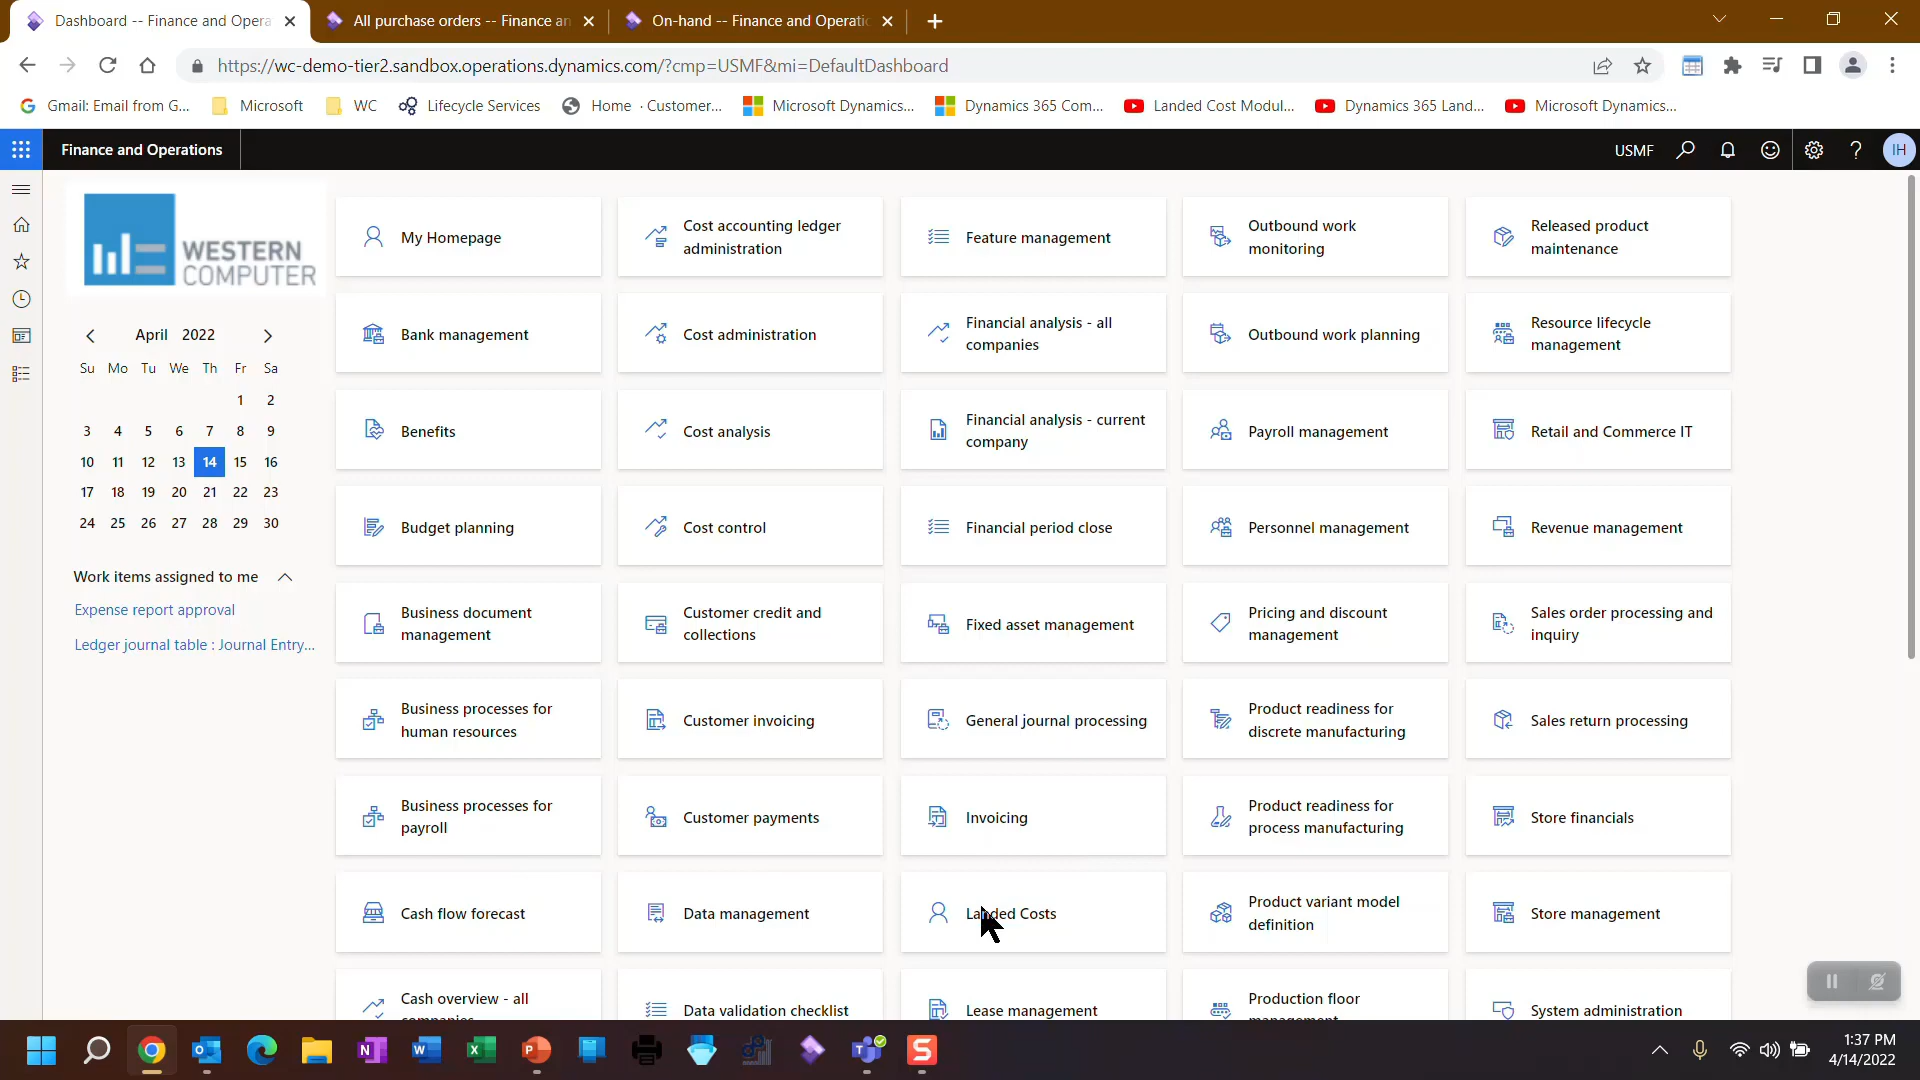 Dashboard -- Finance and Opera
All purchase orders -- Finance an
On-hand -- Finance and Operatic
https://wc-demo-tier2.sandbox.operations.dynamics.com/?cmp=USMF&mi=DefaultDashboard
Gmail: Email from G...
Microsoft
WC
Lifecycle Services
Home · Customer...
Microsoft Dynamics...
Dynamics 365 Com...
Landed Cost Modul...
Dynamics 365 Land...
Microsoft Dynamics...
Finance and Operations
USMF
IH
WESTERN
COMPUTER
April 2022
Su Mo Tu We Th Fr Sa
1 2
3 4 5 6 7 8 9
10 11 12 13 14 15 16
17 18 19 20 21 22 23
24 25 26 27 28 29 30
Work items assigned to me
Expense report approval
Ledger journal table : Journal Entry...
My Homepage
Cost accounting ledger
administration
Feature management
Outbound work
monitoring
Released product
maintenance
Bank management
Cost administration
Financial analysis - all
companies
Outbound work planning
Resource lifecycle
management
Benefits
Cost analysis
Financial analysis - current
company
Payroll management
Retail and Commerce IT
Budget planning
Cost control
Financial period close
Personnel management
Revenue management
Business document
management
Customer credit and
collections
Fixed asset management
Pricing and discount
management
Sales order processing and
inquiry
Business processes for
human resources
Customer invoicing
General journal processing
Product readiness for
discrete manufacturing
Sales return processing
Business processes for
payroll
Customer payments
Invoicing
Product readiness for
process manufacturing
Store financials
Cash flow forecast
Data management
Landed Costs
Product variant model
definition
Store management
Cash overview - all
companies
Data validation checklist
Lease management
Production floor
management
System administration
1:37 PM
4/14/2022